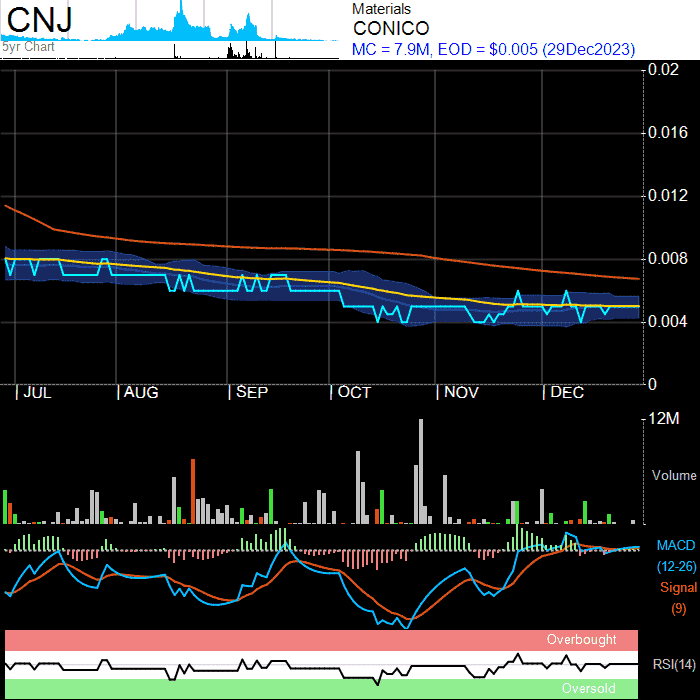 CNJ
5yr Chart
Materials
CONICO
MC = 7.9M, EOD = $0.005 (29Dec2023)
0.02
0.016
0.012
0.008
0.004
0
JUL AUG SEP OCT NOV DEC
12M
Volume
MACD
(12-26)
Signal
(9)
Overbought
RSI(14)
Oversold